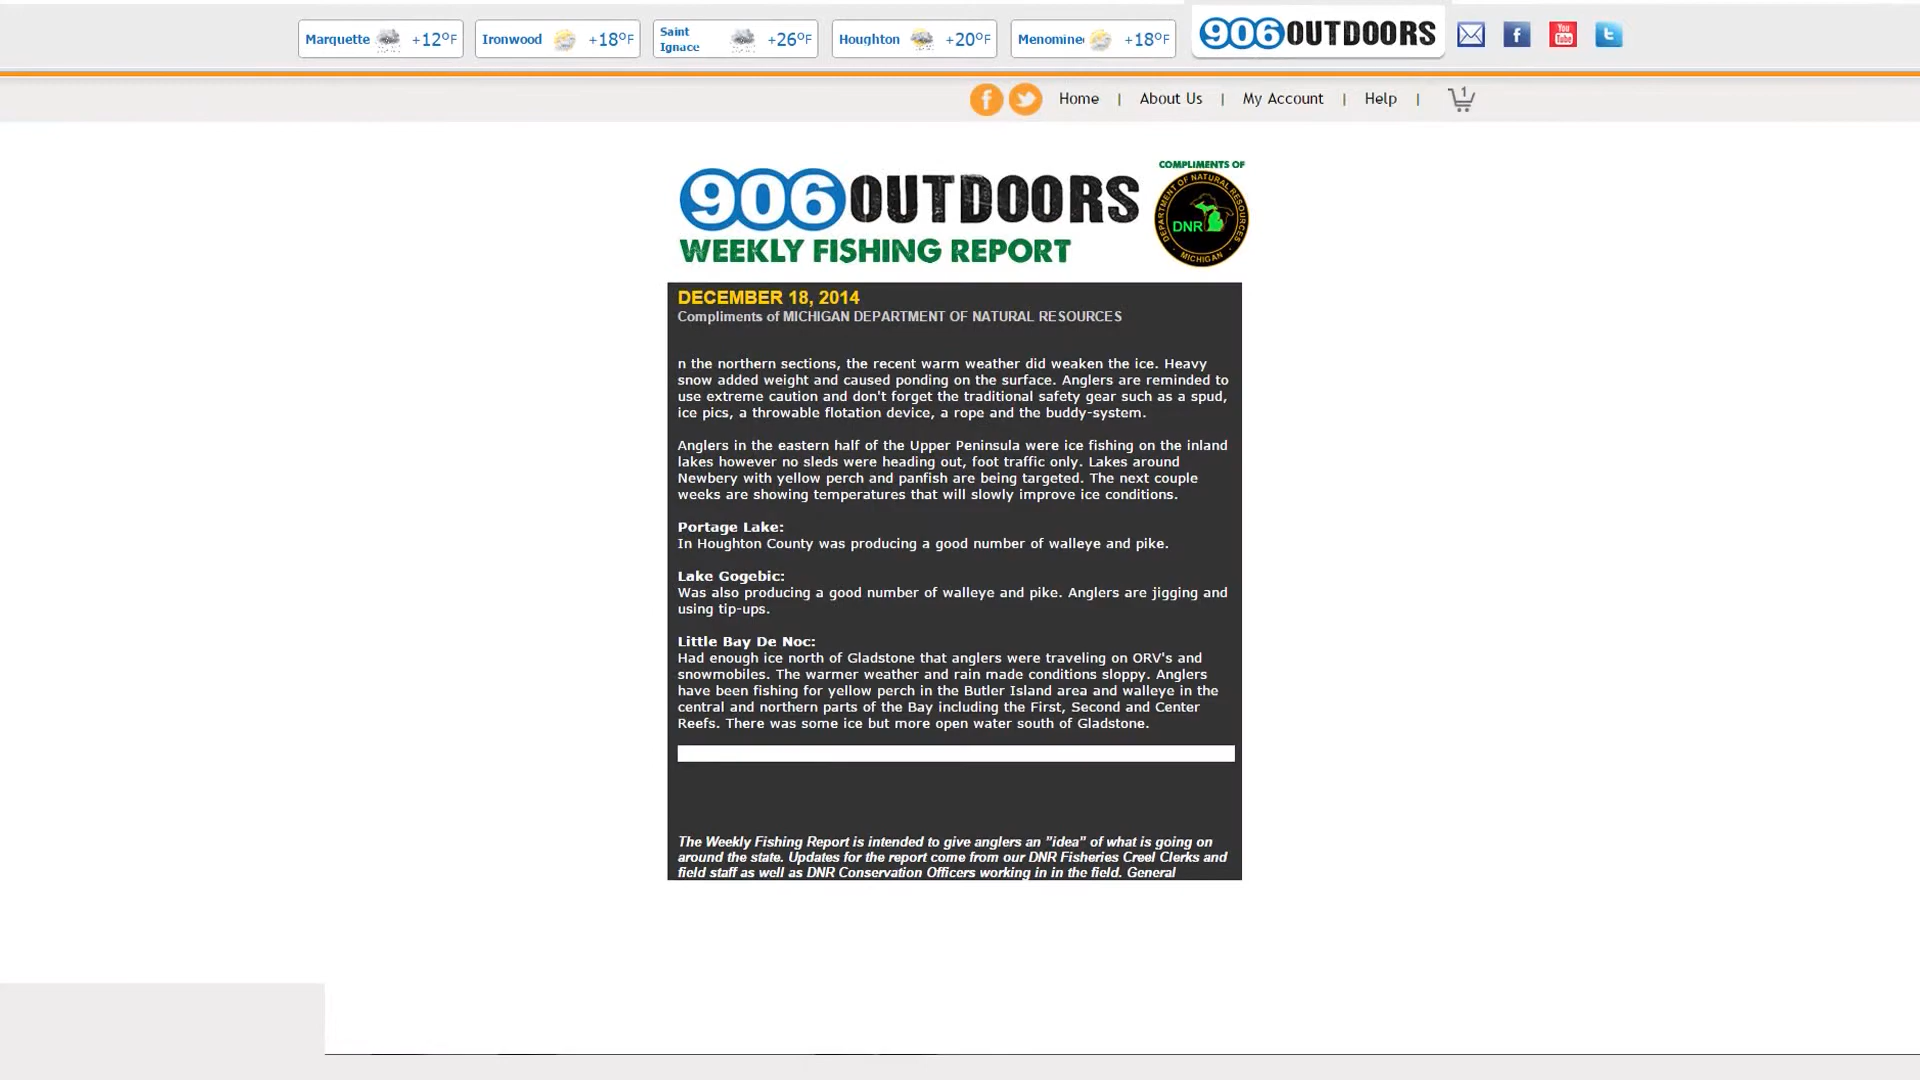 Marquette +12°F Ironwood +18°F Saint Ignace +26°F Houghton +20°F Menominee +18°F 906OUTDOORS
Home | About Us | My Account | Help | 1
906OUTDOORS
WEEKLY FISHING REPORT
COMPLIMENTS OF
DEPARTMENT OF NATURAL RESOURCES
DNR
MICHIGAN
DECEMBER 18, 2014
Compliments of MICHIGAN DEPARTMENT OF NATURAL RESOURCES
n the northern sections, the recent warm weather did weaken the ice. Heavy
snow added weight and caused ponding on the surface. Anglers are reminded to
use extreme caution and don't forget the traditional safety gear such as a spud,
ice pics, a throwable flotation device, a rope and the buddy-system.
Anglers in the eastern half of the Upper Peninsula were ice fishing on the inland
lakes however no sleds were heading out, foot traffic only. Lakes around
Newbery with yellow perch and panfish are being targeted. The next couple
weeks are showing temperatures that will slowly improve ice conditions.
Portage Lake:
In Houghton County was producing a good number of walleye and pike.
Lake Gogebic:
Was also producing a good number of walleye and pike. Anglers are jigging and
using tip-ups.
Little Bay De Noc:
Had enough ice north of Gladstone that anglers were traveling on ORV's and
snowmobiles. The warmer weather and rain made conditions sloppy. Anglers
have been fishing for yellow perch in the Butler Island area and walleye in the
central and northern parts of the Bay including the First, Second and Center
Reefs. There was some ice but more open water south of Gladstone.
The Weekly Fishing Report is intended to give anglers an "idea" of what is going on
around the state. Updates for the report come from our DNR Fisheries Creel Clerks and
field staff as well as DNR Conservation Officers working in in the field. General